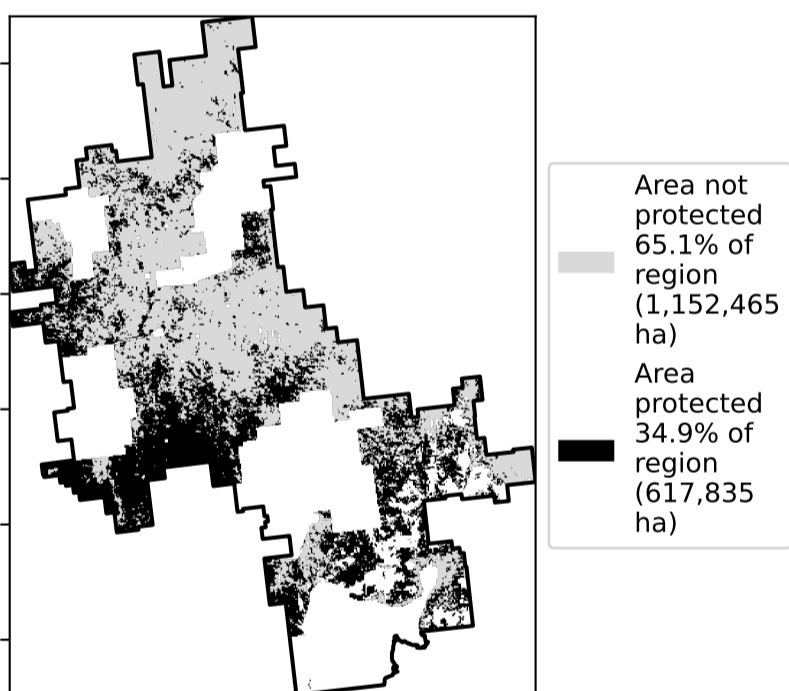 Area not
protected
65.1% of
region
(1,152,465
ha)
Area
protected
34.9% of
region
(617,835
ha)